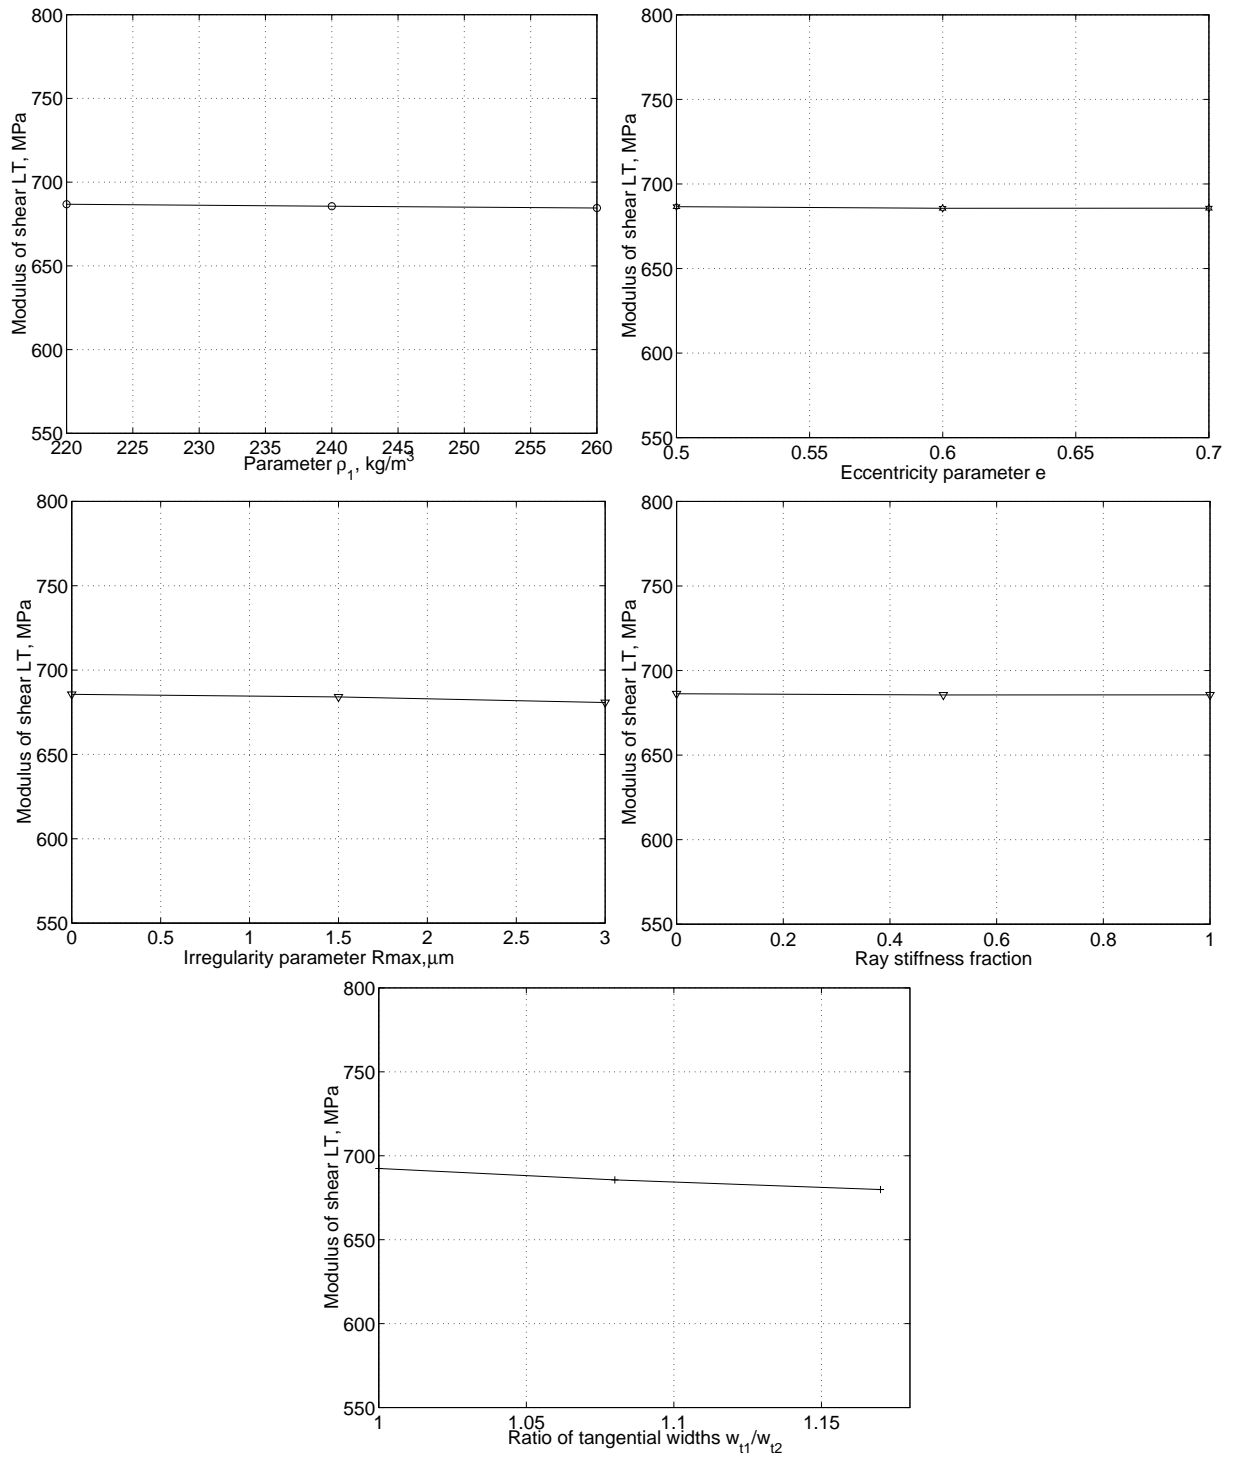 800
750
700
650
600
550
Modulus of shear LT, MPa
220 225 230 235 240 245 250 255 260
Parameter ρ1, kg/m3
800
750
700
650
600
550
Modulus of shear LT, MPa
0.5 0.55 0.6 0.65 0.7
Eccentricity parameter e
800
750
700
650
600
550
Modulus of shear LT, MPa
0 0.5 1 1.5 2 2.5 3
Irregularity parameter Rmax,μm
800
750
700
650
600
550
Modulus of shear LT, MPa
0 0.2 0.4 0.6 0.8 1
Ray stiffness fraction
800
750
700
650
600
550
Modulus of shear LT, MPa
1 1.05 1.1 1.15
Ratio of tangential widths wt1/wt2